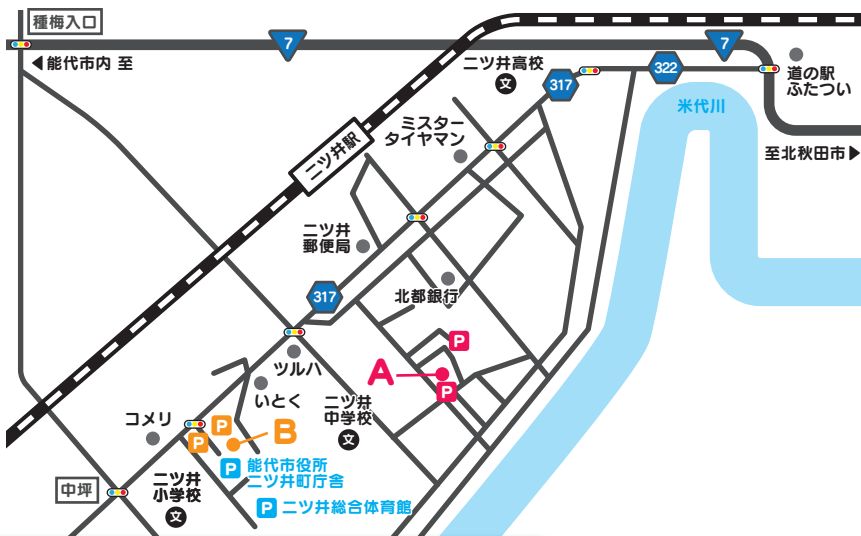 種梅入口
7
7
◀能代市内 至
二ツ井高校
文
317
322
道の駅
ふたつい
米代川
至北秋田市▶
ミスター
タイヤマン
二ツ井駅
二ツ井
郵便局
317
北都銀行
P
A
P
ツルハ
いとく
二ツ井
中学校
文
コメリ
P
P
B
P
能代市役所
二ツ井町庁舎
中坪
二ツ井
小学校
文
P
二ツ井総合体育館